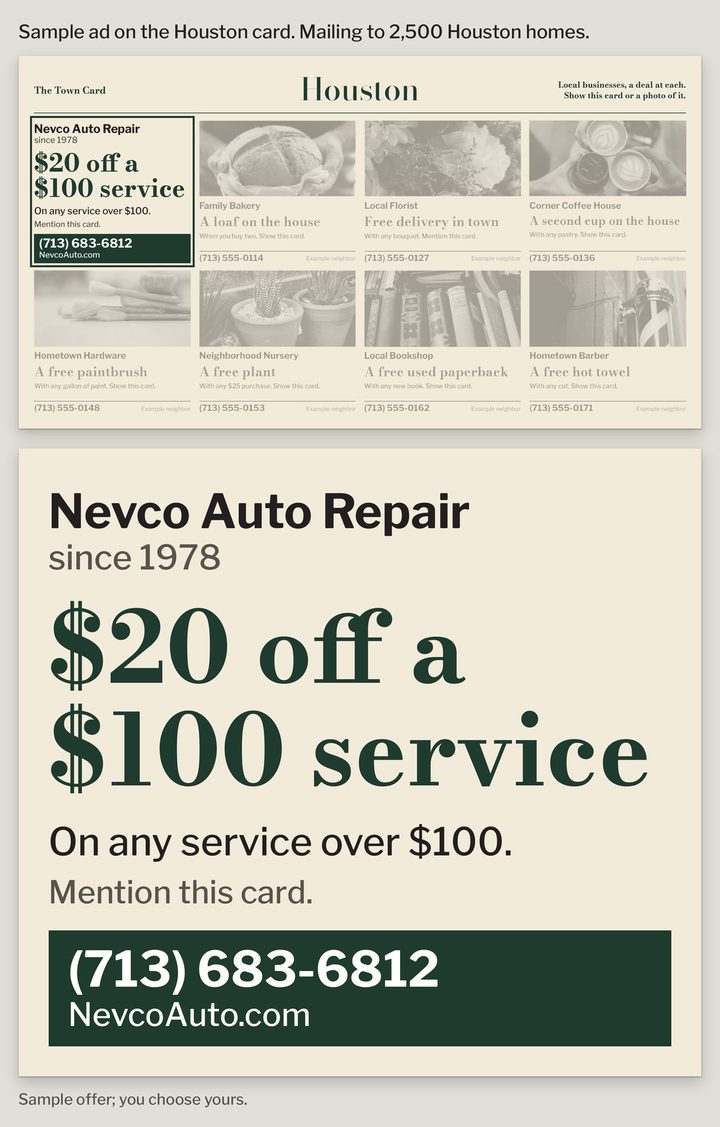 Sample ad on the Houston card. Mailing to 2,500 Houston homes.
The Town Card
Houston
Local businesses, a deal at each.
Show this card or a photo of it.
Nevco Auto Repair
since 1978
$20 off a
$100 service
On any service over $100.
Mention this card.
(713) 683-6812
NevcoAuto.com
Family Bakery
A loaf on the house
When you buy two. Show this card.
(713) 555-0114
Example neighbor
Local Florist
Free delivery in town
With any bouquet. Mention this card.
(713) 555-0127
Example neighbor
Corner Coffee House
A second cup on the house
With any pastry. Show this card.
(713) 555-0136
Example neighbor
Hometown Hardware
A free paintbrush
With any gallon of paint. Show this card.
(713) 555-0148
Example neighbor
Neighborhood Nursery
A free plant
With any $25 purchase. Show this card.
(713) 555-0153
Example neighbor
Local Bookshop
A free used paperback
With any new book. Show this card.
(713) 555-0162
Example neighbor
Hometown Barber
A free hot towel
With any cut. Show this card.
(713) 555-0171
Example neighbor
Nevco Auto Repair
since 1978
$20 off a
$100 service
On any service over $100.
Mention this card.
(713) 683-6812
NevcoAuto.com
Sample offer; you choose yours.